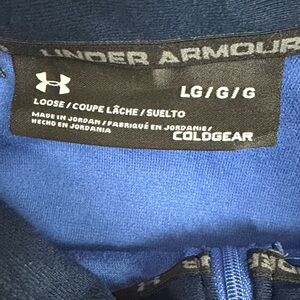 UNDER ARMOUR
LG/G/G
LOOSE/COUPE LÂCHE/SUELTO
MADE IN JORDAN/FABRIQUÉ EN JORDANIE/
HECHO EN JORDANIA
COLDGEAR